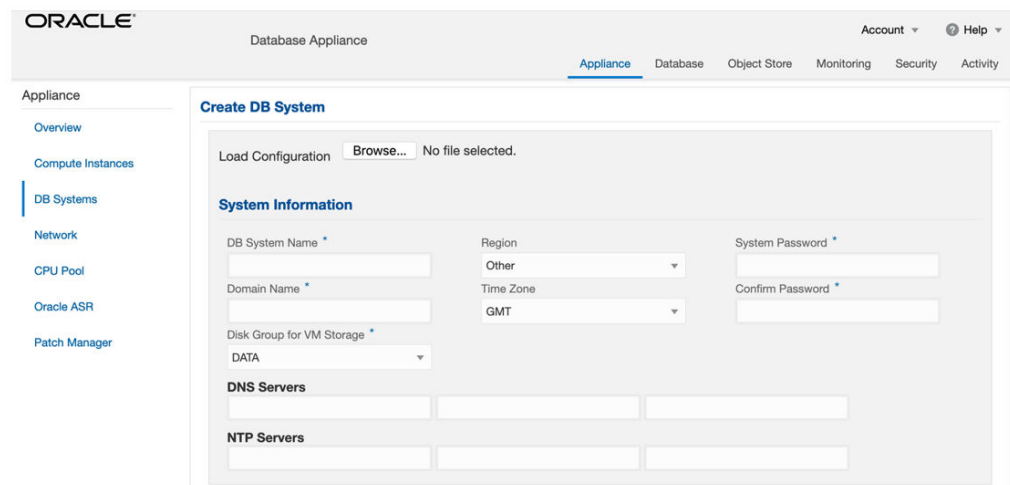 ORACLE
Database Appliance
Account Help
Appliance Database Object Store Monitoring Security Activity
Appliance
Overview
Compute Instances
DB Systems
Network
CPU Pool
Oracle ASR
Patch Manager
Create DB System
Load Configuration Browse... No file selected.
System Information
DB System Name * Region System Password *
Other
Domain Name * Time Zone Confirm Password *
GMT
Disk Group for VM Storage *
DATA
DNS Servers
NTP Servers